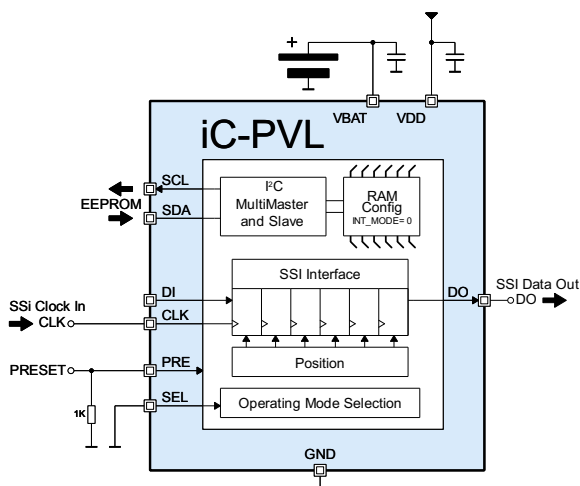 +
VBAT VDD
iC-PVL
SCL
EEPROM
SDA
I²C
MultiMaster
and Slave
RAM
Config
INT_MODE= 0
SSI Interface
DI
DO
SSI Data Out
DO
SSi Clock In
CLK
CLK
Position
PRESET
PRE
1K
SEL
Operating Mode Selection
GND